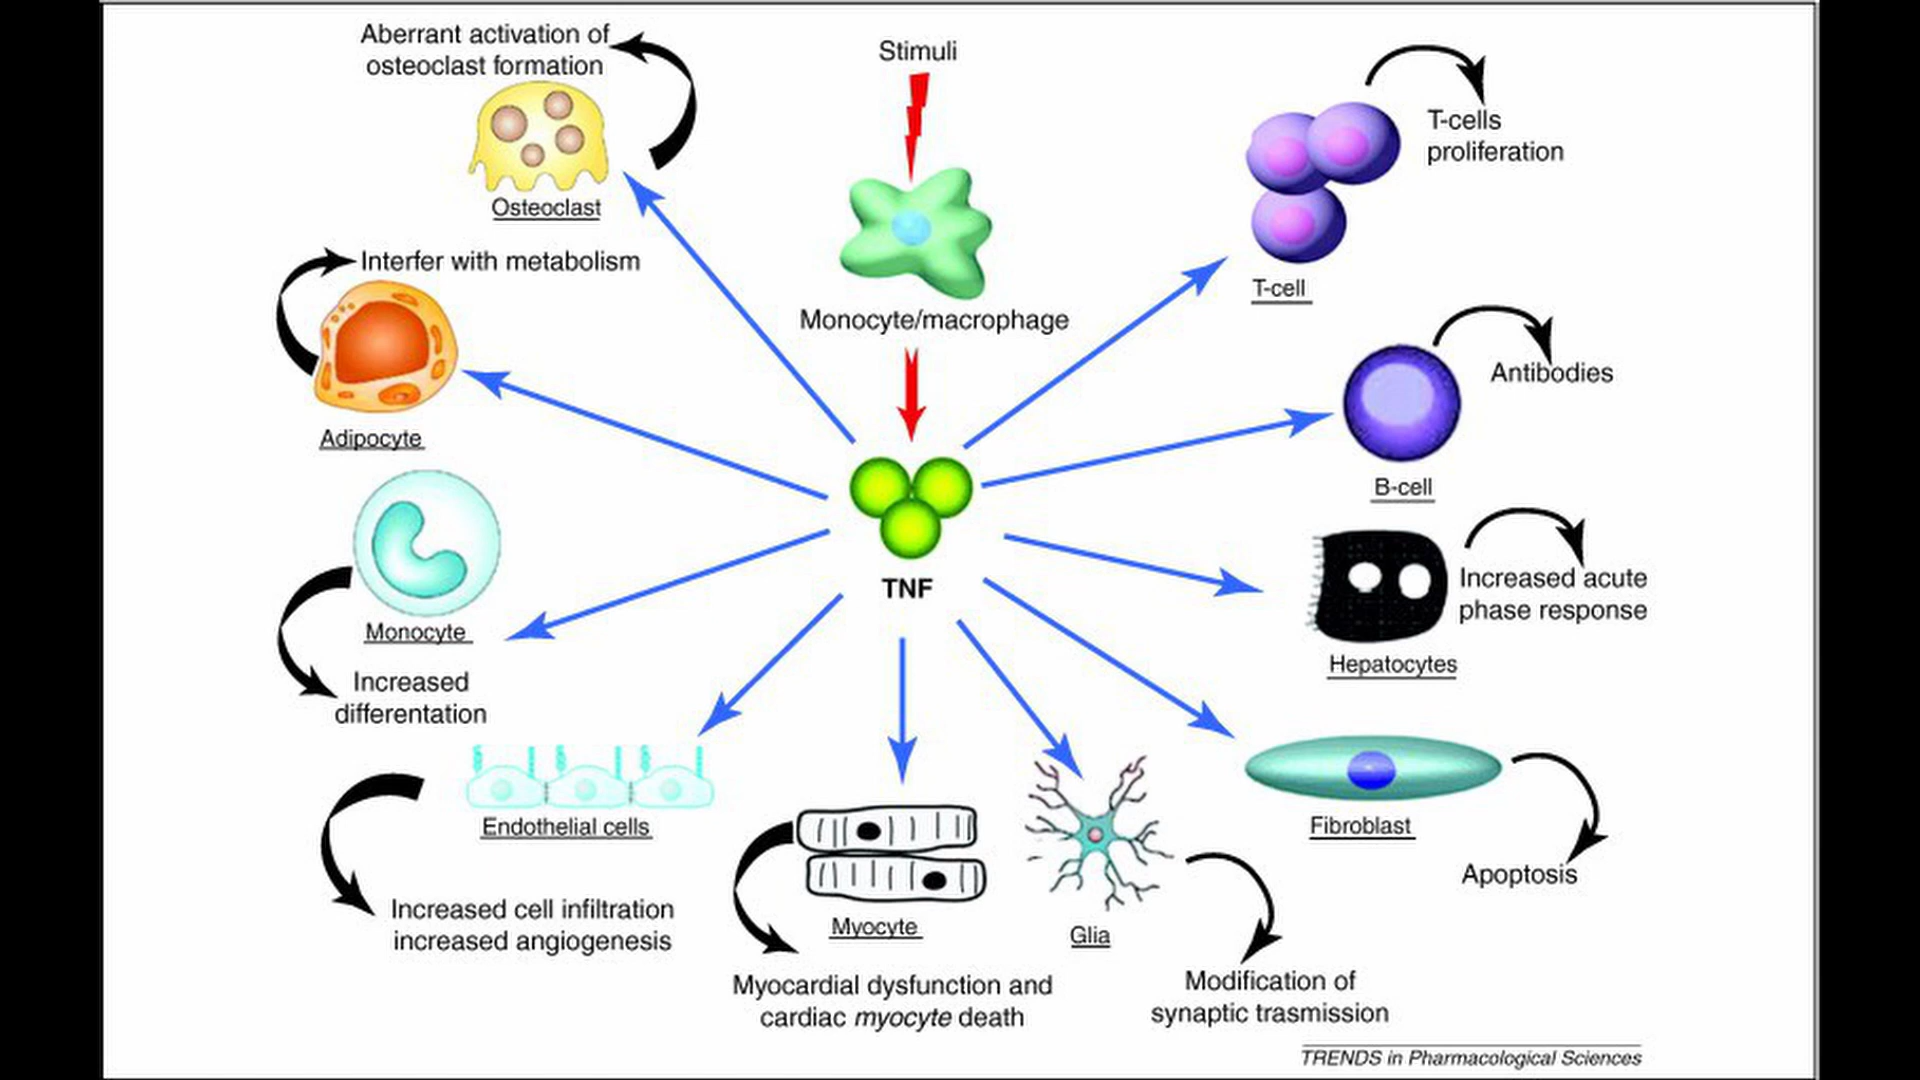 Aberrant activation of
osteoclast formation
Osteoclast
Stimuli
Monocyte/macrophage
T-cells
proliferation
T-cell
Interfer with metabolism
Adipocyte
Antibodies
B-cell
Monocyte
Increased
differentation
TNF
Increased acute
phase response
Hepatocytes
Endothelial cells
Increased cell infiltration
increased angiogenesis
Myocyte
Myocardial dysfunction and
cardiac myocyte death
Glia
Modification of
synaptic trasmission
Fibroblast
Apoptosis
TRENDS in Pharmacological Sciences